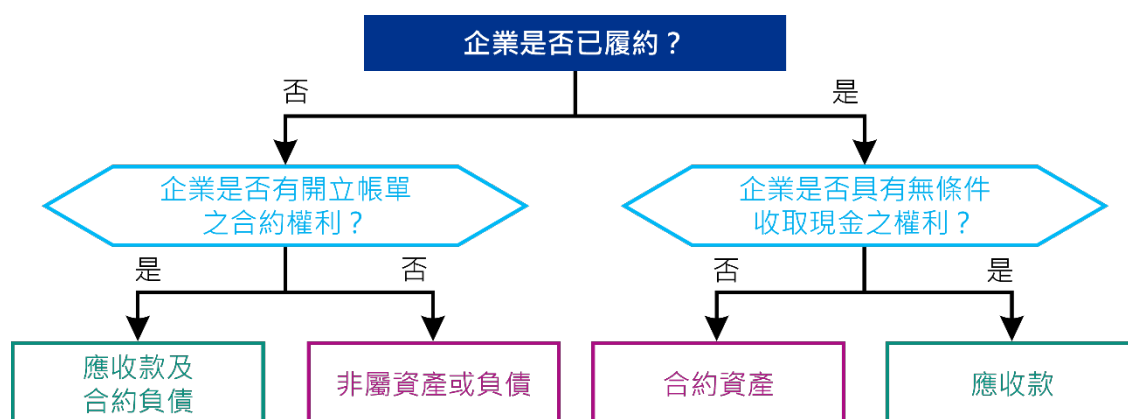 企業是否已履約？
否
是
企業是否有開立帳單
之合約權利？
企業是否具有無條件
收取現金之權利？
是
否
否
是
應收款及
合約負債
非屬資產或負債
合約資產
應收款